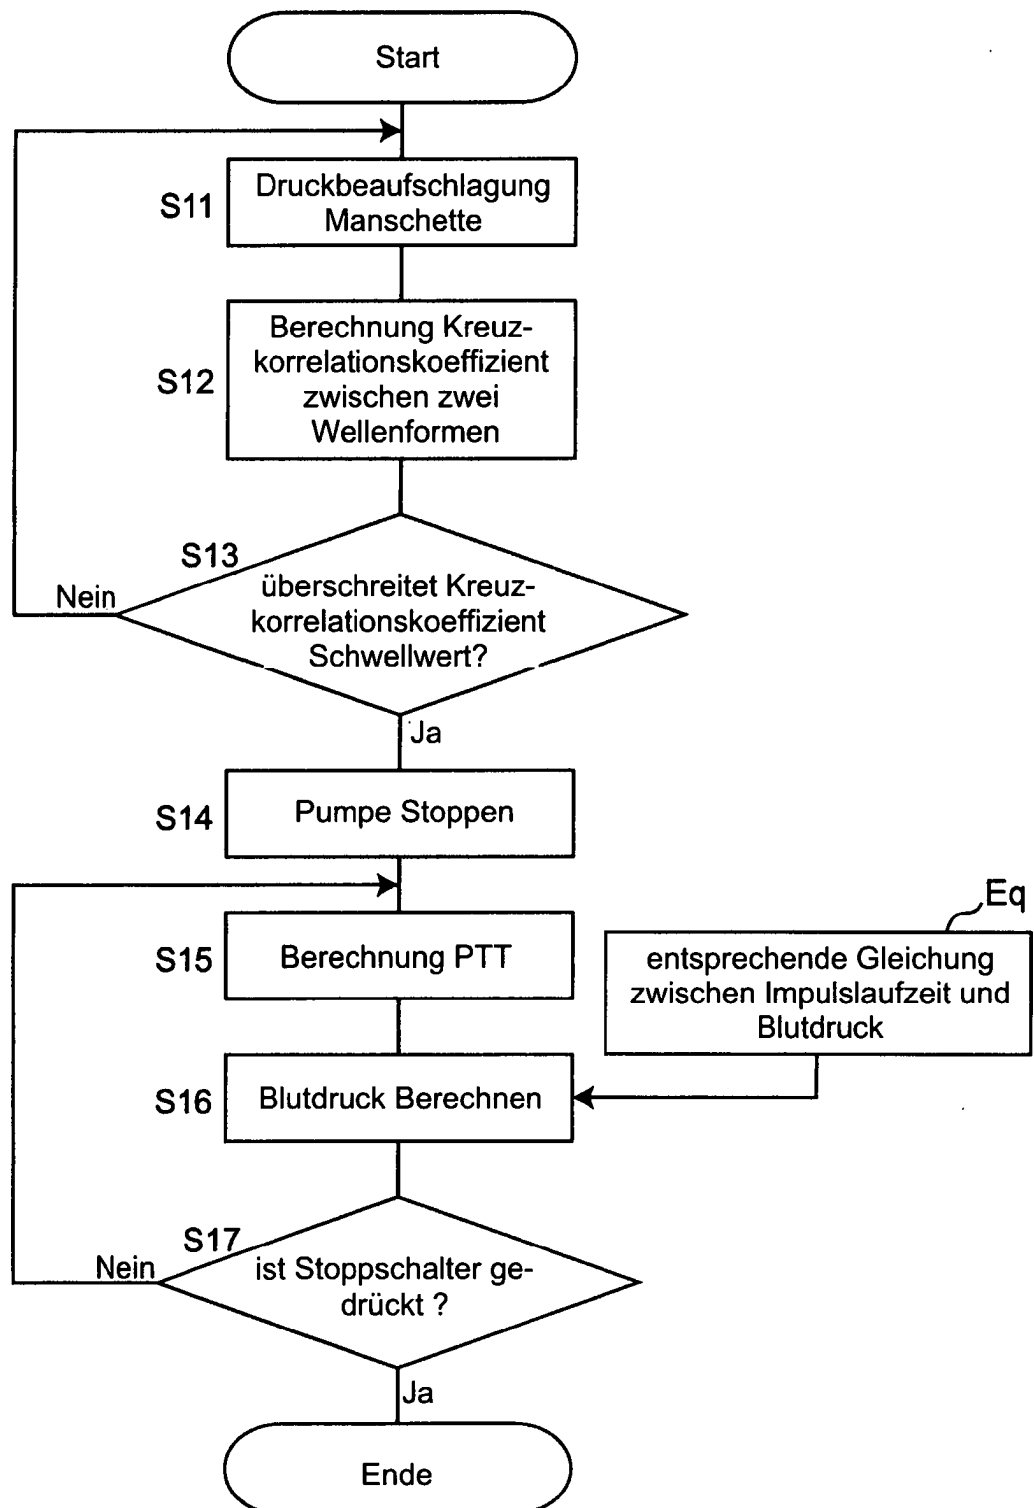 Start
S11
Druckbeaufschlagung
Manschette
S12
Berechnung Kreuz-
korrelationskoeffizient
zwischen zwei
Wellenformen
S13
Nein
überschreitet Kreuz-
korrelationskoeffizient
Schwellwert?
Ja
S14
Pumpe Stoppen
S15
Berechnung PTT
Eq
entsprechende Gleichung
zwischen Impulslaufzeit und
Blutdruck
S16
Blutdruck Berechnen
S17
Nein
ist Stoppschalter ge-
drückt ?
Ja
Ende